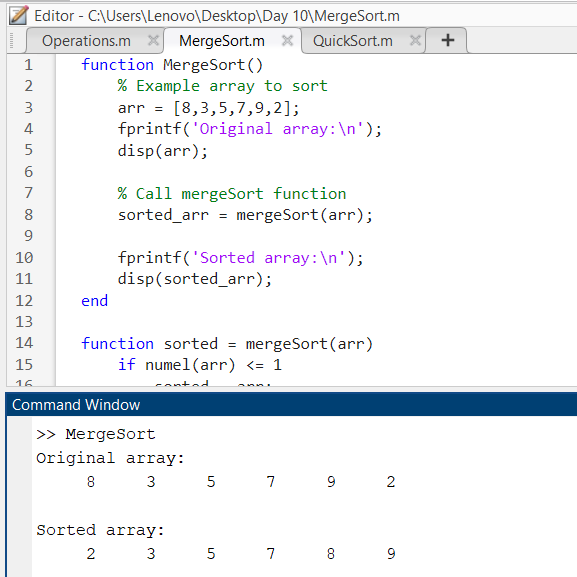 Editor - C:\Users\Lenovo\Desktop\Day 10\MergeSort.m
Operations.m × MergeSort.m × QuickSort.m × +
1 function MergeSort()
2 % Example array to sort
3 arr = [8,3,5,7,9,2];
4 fprintf('Original array:\n');
5 disp(arr);
6
7 % Call mergeSort function
8 sorted_arr = mergeSort(arr);
9
10 fprintf('Sorted array:\n');
11 disp(sorted_arr);
12 end
13
14 function sorted = mergeSort(arr)
15 if numel(arr) <= 1
16 sorted = arr;
Command Window
>> MergeSort
Original array:
8 3 5 7 9 2
Sorted array:
2 3 5 7 8 9